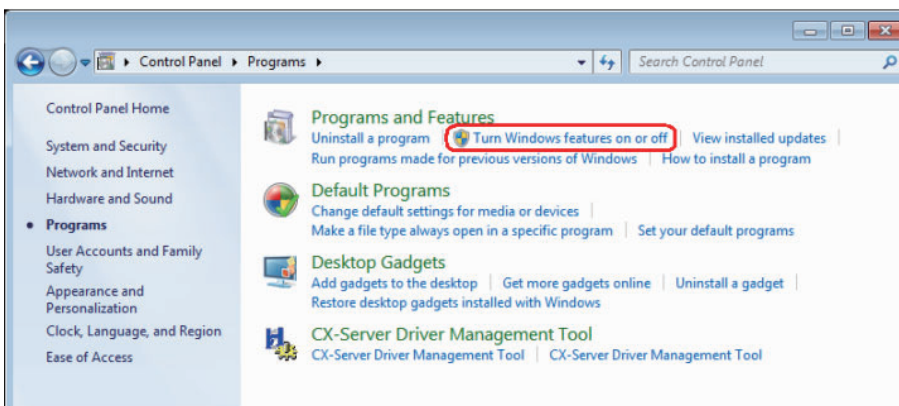 Control Panel Programs
Search Control Panel
Control Panel Home
System and Security
Network and Internet
Hardware and Sound
Programs
User Accounts and Family
Safety
Appearance and
Personalization
Clock, Language, and Region
Ease of Access
Programs and Features
Uninstall a program Turn Windows features on or off View installed updates
Run programs made for previous versions of Windows How to install a program
Default Programs
Change default settings for media or devices
Make a file type always open in a specific program Set your default programs
Desktop Gadgets
Add gadgets to the desktop Get more gadgets online Uninstall a gadget
Restore desktop gadgets installed with Windows
CX-Server Driver Management Tool
CX-Server Driver Management Tool CX-Server Driver Management Tool